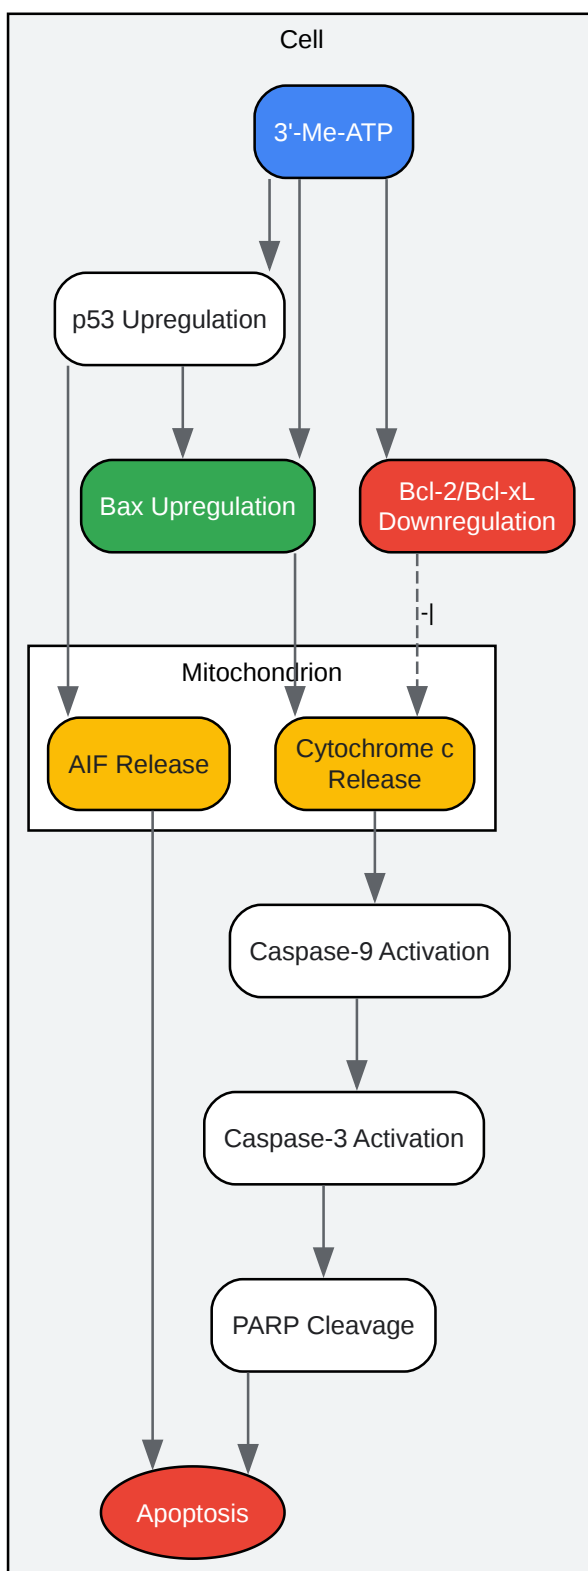 Cell
3'-Me-ATP
p53 Upregulation
Bax Upregulation
Bcl-2/Bcl-xL
Downregulation
-|
Mitochondrion
AIF Release
Cytochrome c
Release
Caspase-9 Activation
Caspase-3 Activation
PARP Cleavage
Apoptosis